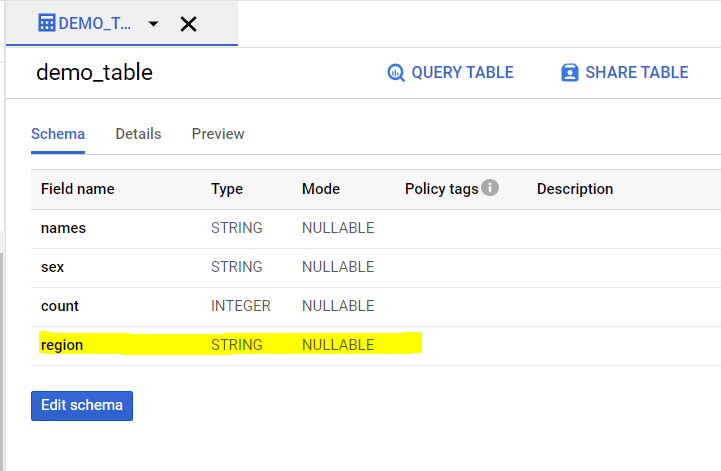 DEMO_T...
demo_table QUERY TABLE SHARE TABLE
Schema Details Preview
Field name Type Mode Policy tags Description
names STRING NULLABLE
sex STRING NULLABLE
count INTEGER NULLABLE
region STRING NULLABLE
Edit schema